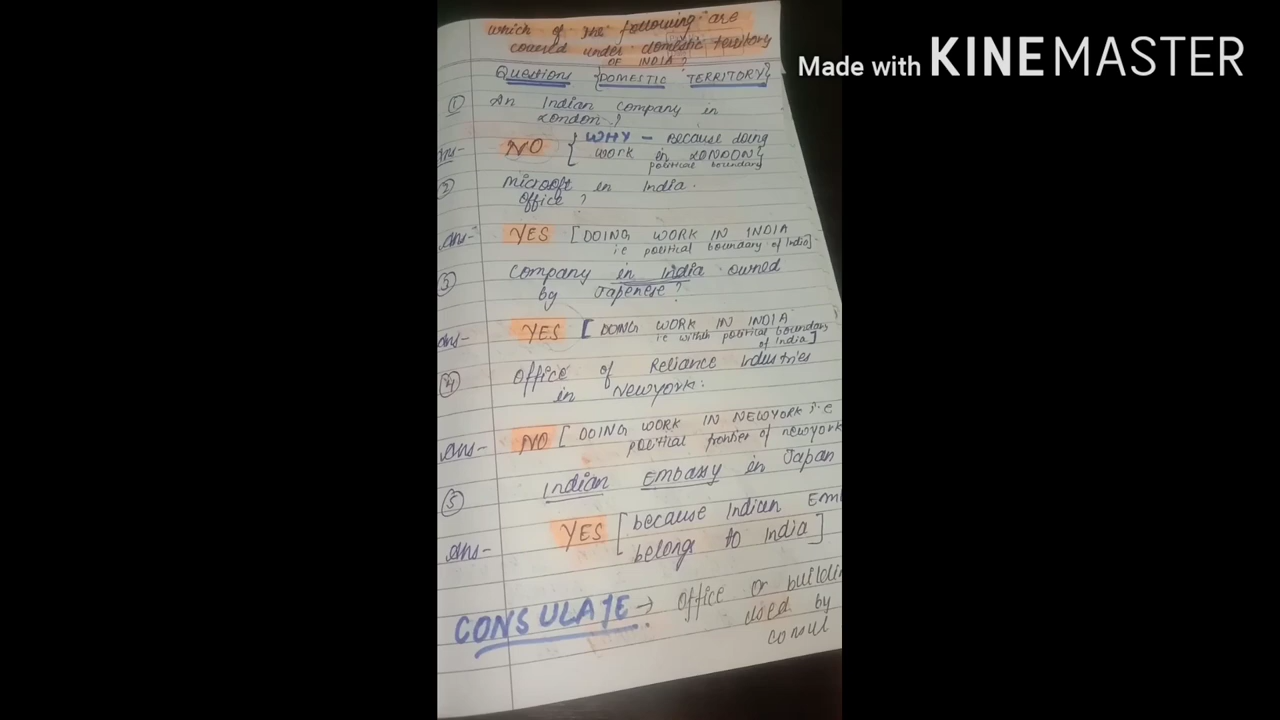 which of the following are
covered under domestic territory
OF INDIA?
Questions {DOMESTIC TERRITORY}
① An Indian Company in
London?
Ans- NO { WHY - Because doing
work in LONDON}
political boundary
② Microoft in India.
office?
Ans- YES [DOING WORK IN INDIA
i.e political boundary of India]
③ Company in India owned
by Japenese?
Ans- YES [DOING WORK IN INDIA
i.e within political boundary
of India]
④ Office of Reliance Industries
in Newyork:
Ans- NO [DOING WORK IN NEWYORK i.e
political frontier of newyork
⑤ Indian Embassy in Japan
Ans- YES [because Indian Em
belongs to India]
CONSULATE → Office or buildi
used by
consul
Made with KINEMASTER